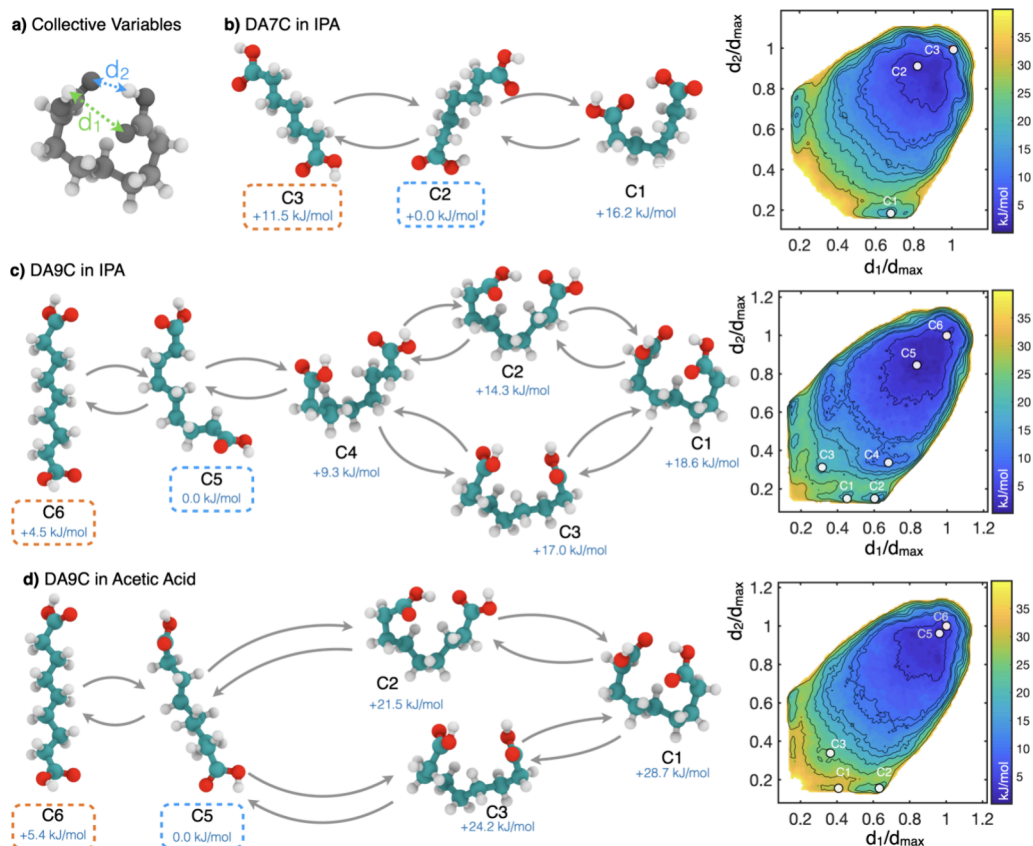 a) Collective Variables
d2
d1
b) DA7C in IPA
C3
+11.5 kJ/mol
C2
+0.0 kJ/mol
C1
+16.2 kJ/mol
d2/dmax
1
0.8
0.6
0.4
0.2
C3
C2
C1
0.2 0.4 0.6 0.8 1
d1/dmax
35
30
25
20
15
10
5
kJ/mol
c) DA9C in IPA
C6
+4.5 kJ/mol
C5
0.0 kJ/mol
C4
+9.3 kJ/mol
C2
+14.3 kJ/mol
C3
+17.0 kJ/mol
C1
+18.6 kJ/mol
d2/dmax
1.2
1
0.8
0.6
0.4
0.2
C6
C5
C3
C4
C1
C2
0.2 0.4 0.6 0.8 1 1.2
d1/dmax
35
30
25
20
15
10
5
kJ/mol
d) DA9C in Acetic Acid
C6
+5.4 kJ/mol
C5
0.0 kJ/mol
C2
+21.5 kJ/mol
C3
+24.2 kJ/mol
C1
+28.7 kJ/mol
d2/dmax
1.2
1
0.8
0.6
0.4
0.2
C6
C5
C3
C1
C2
0.2 0.4 0.6 0.8 1 1.2
d1/dmax
35
30
25
20
15
10
5
kJ/mol